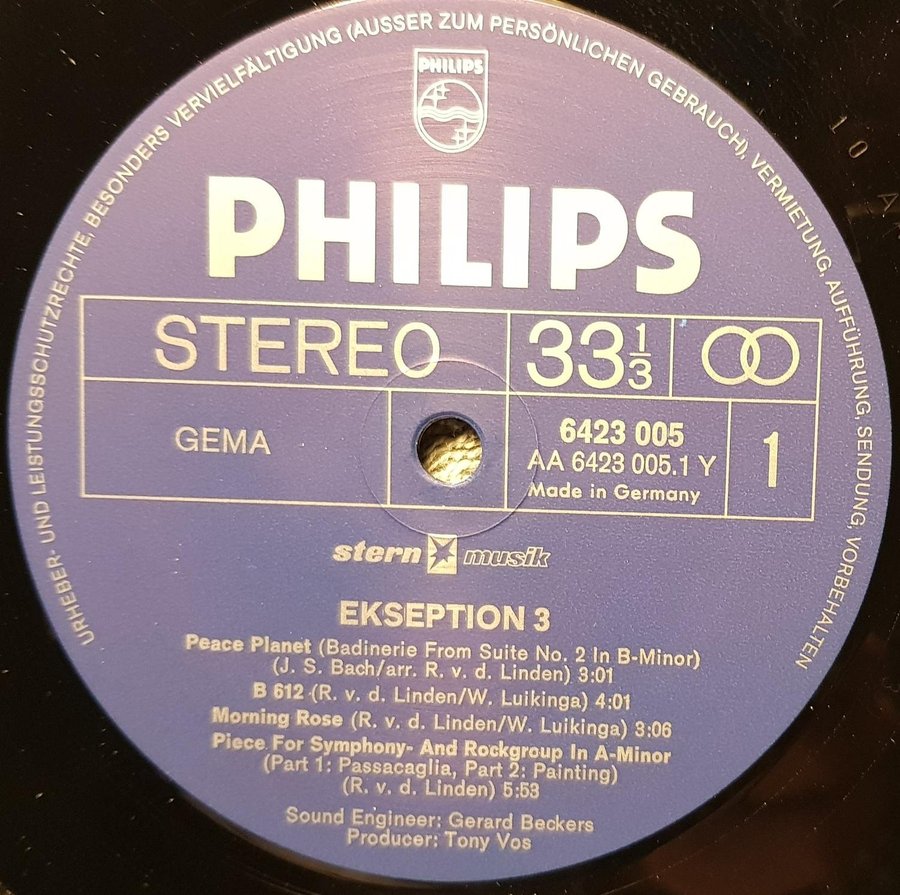 URHEBER- UND LEISTUNGSSCHUTZRECHTE, BESONDERS VERVIELFÄLTIGUNG (AUSSER ZUM PERSÖNLICHEN GEBRAUCH), VERMIETUNG, AUFFÜHRUNG, SENDUNG, VORBEHALTEN
PHILIPS
10 A
PHILIPS
STEREO
33 1/3
GEMA
6423 005
AA 6423 005.1 Y
Made in Germany
1
stern musik
EKSEPTION 3
Peace Planet (Badinerie From Suite No. 2 In B-Minor)
(J. S. Bach/arr. R. v. d. Linden) 3:01
B 612 (R. v. d. Linden/W. Luikinga) 4:01
Morning Rose (R. v. d. Linden/W. Luikinga) 3:06
Piece For Symphony- And Rockgroup In A-Minor
(Part 1: Passacaglia, Part 2: Painting)
(R. v. d. Linden) 5:53
Sound Engineer: Gerard Beckers
Producer: Tony Vos